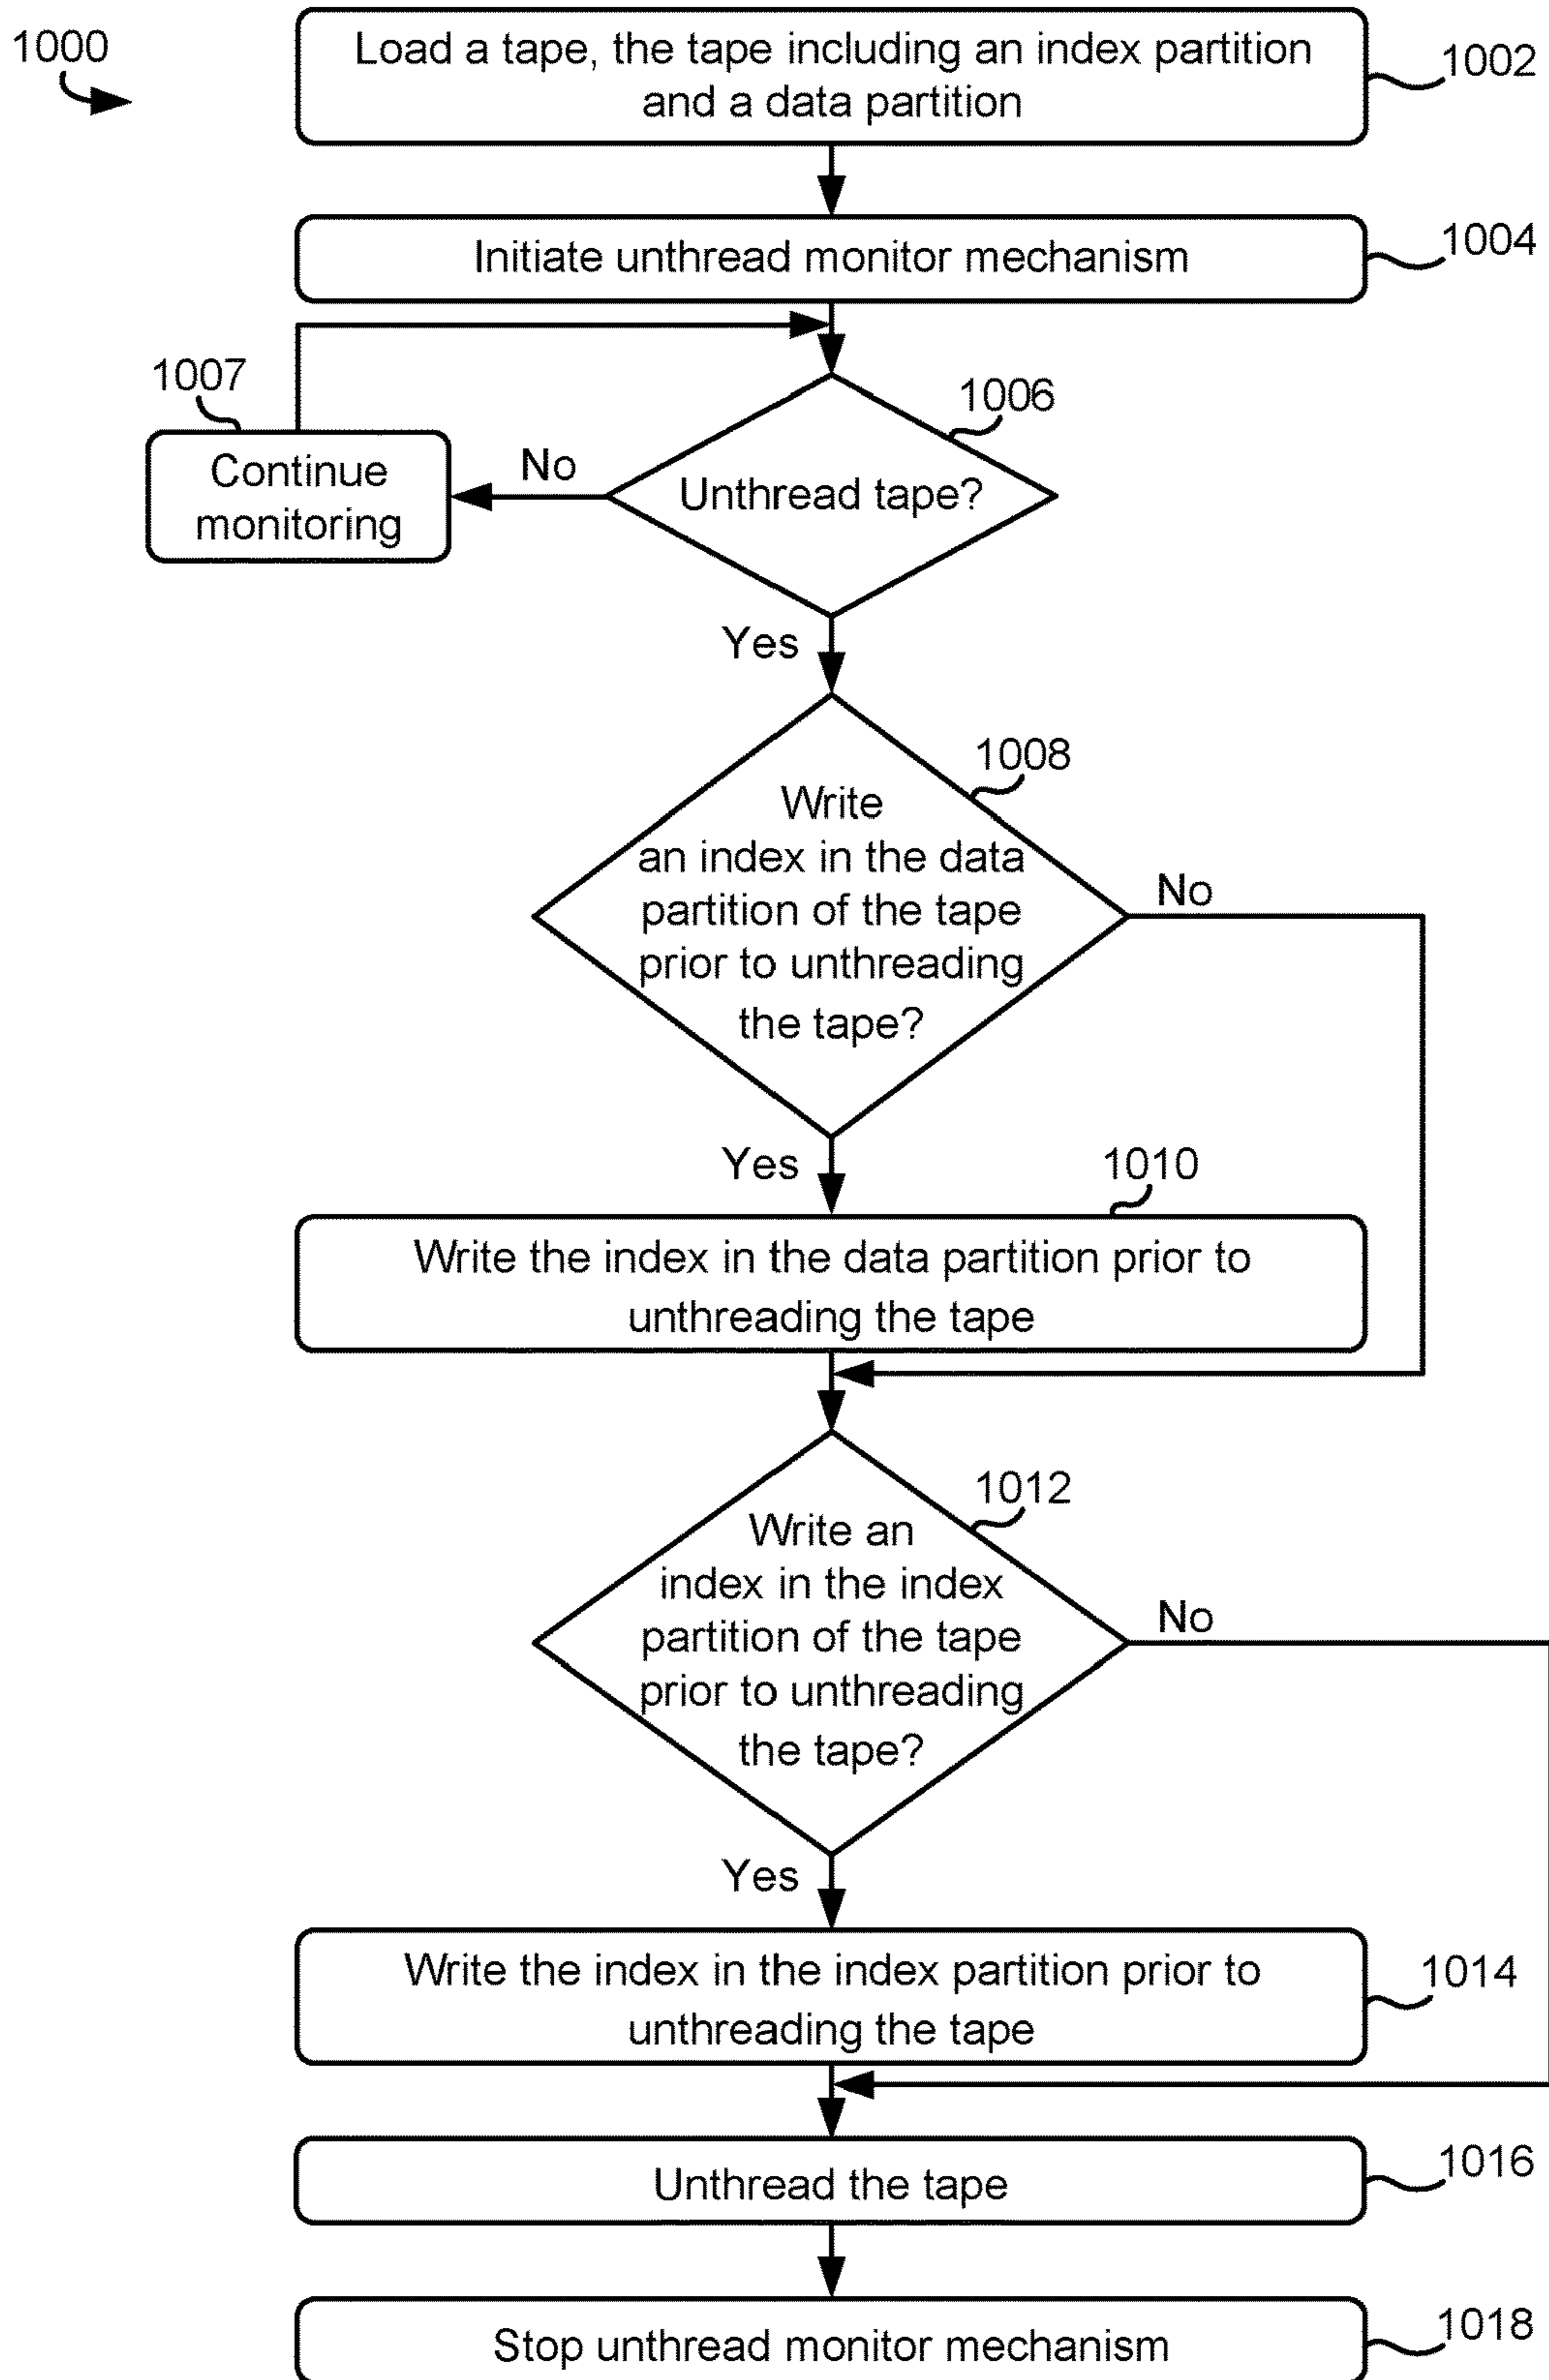 1000
Load a tape, the tape including an index partition
and a data partition
1002
Initiate unthread monitor mechanism
1004
1007
1006
Continue
monitoring
No
Unthread tape?
Yes
1008
Write
an index in the data
partition of the tape
prior to unthreading
the tape?
No
Yes
1010
Write the index in the data partition prior to
unthreading the tape
1012
Write an
index in the index
partition of the tape
prior to unthreading
the tape?
No
Yes
Write the index in the index partition prior to
unthreading the tape
1014
Unthread the tape
1016
Stop unthread monitor mechanism
1018